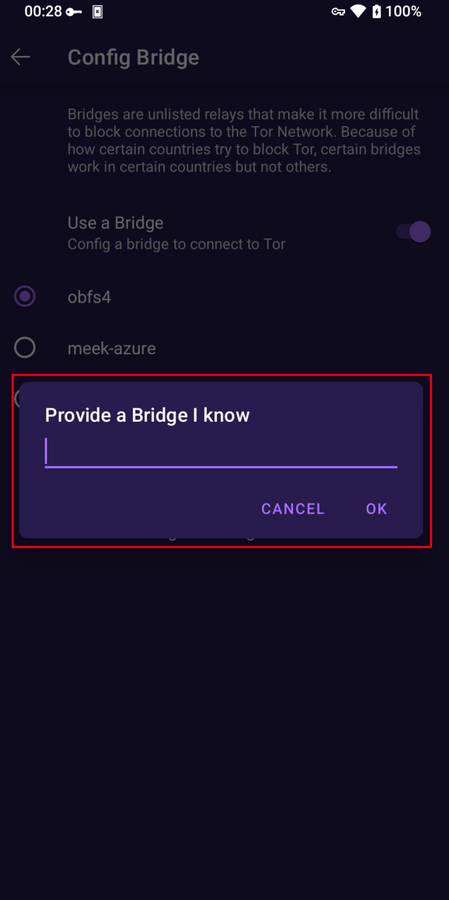 00:28
100%
Config Bridge
Bridges are unlisted relays that make it more difficult
to block connections to the Tor Network. Because of
how certain countries try to block Tor, certain bridges
work in certain countries but not others.
Use a Bridge
Config a bridge to connect to Tor
obfs4
meek-azure
Provide a Bridge I know
CANCEL OK